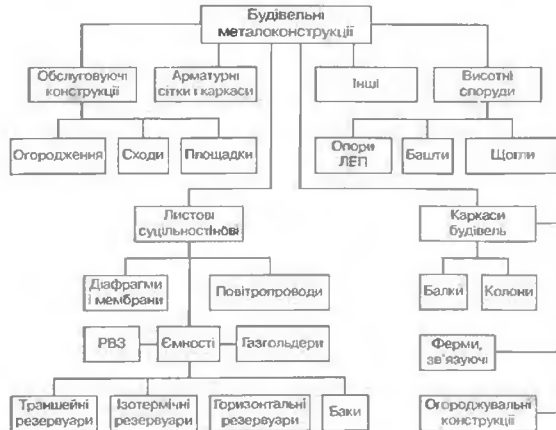 Будівельні
металоконструкції
Обслуговуючі
конструкції
Арматурні
сітки і каркаси
Інші
Висотні
споруди
Огородження
Сходи
Площадки
Опори
ЛЕП
Башти
Щогли
Листові
суцільностінові
Каркаси
будівель
Діафрагми
і мембрани
Повітропроводи
Балки
Колони
РВЗ
Ємності
Газгольдери
Ферми,
зв'язуючі
Траншейні
резервуари
Ізотермічні
резервуари
Горизонтальні
резервуари
Баки
Огороджувальні
конструкції